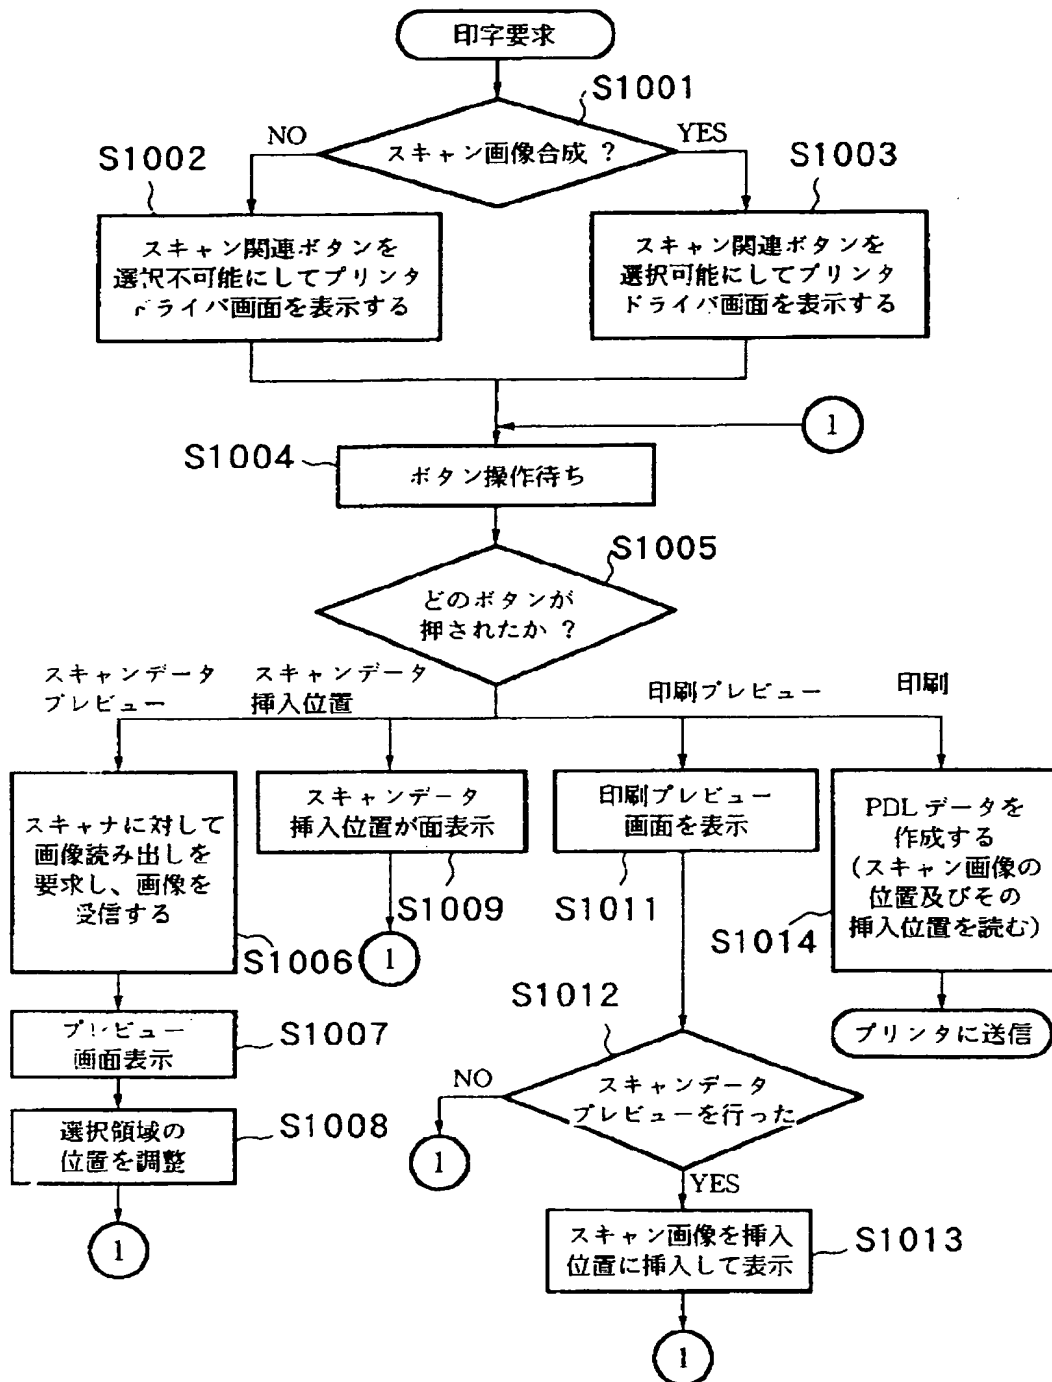 印字要求
S1001
スキャン画像合成 ?
NO
YES
S1002
S1003
スキャン関連ボタンを
選択不可能にしてプリンタ
ドライバ画面を表示する
スキャン関連ボタンを
選択可能にしてプリンタ
ドライバ画面を表示する
1
S1004
ボタン操作待ち
S1005
どのボタンが
押されたか ?
スキャンデータ
プレビュー
スキャンデータ
挿入位置
印刷プレビュー
印刷
スキャナに対して
画像読み出しを
要求し、画像を
受信する
S1006
スキャンデータ
挿入位置が面表示
S1009
1
印刷プレビュー
画面を表示
S1011
PDLデータを
作成する
(スキャン画像の
位置及びその
挿入位置を読む)
S1014
プリンタに送信
プレビュー
画面表示
S1007
選択領域の
位置を調整
S1008
1
S1012
スキャンデータ
プレビューを行った
NO
1
YES
スキャン画像を挿入
位置に挿入して表示
S1013
1